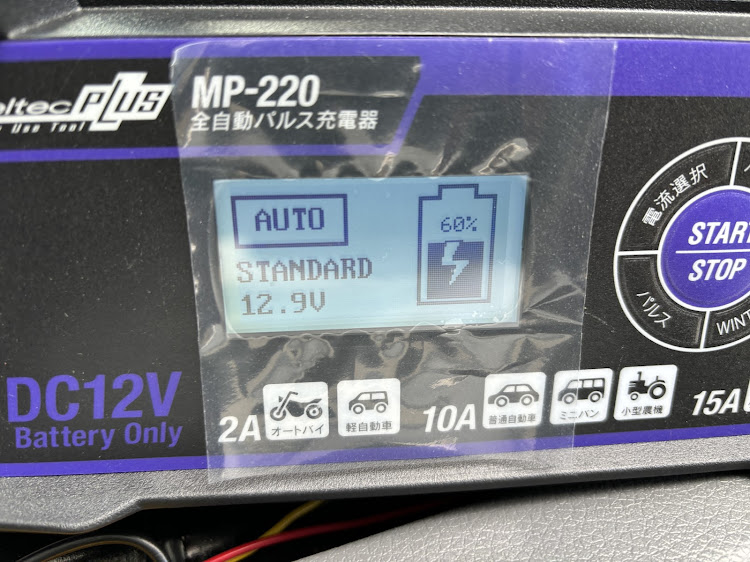 PLUS
Use Tool
MP-220
全自動パルス充電器
AUTO
STANDARD
12.9V
60%
電流選択
START
STOP
パルス
DC12V
Battery Only
2A
オートバイ
軽自動車
10A
普通自動車
ミニバン
小型農機
15A